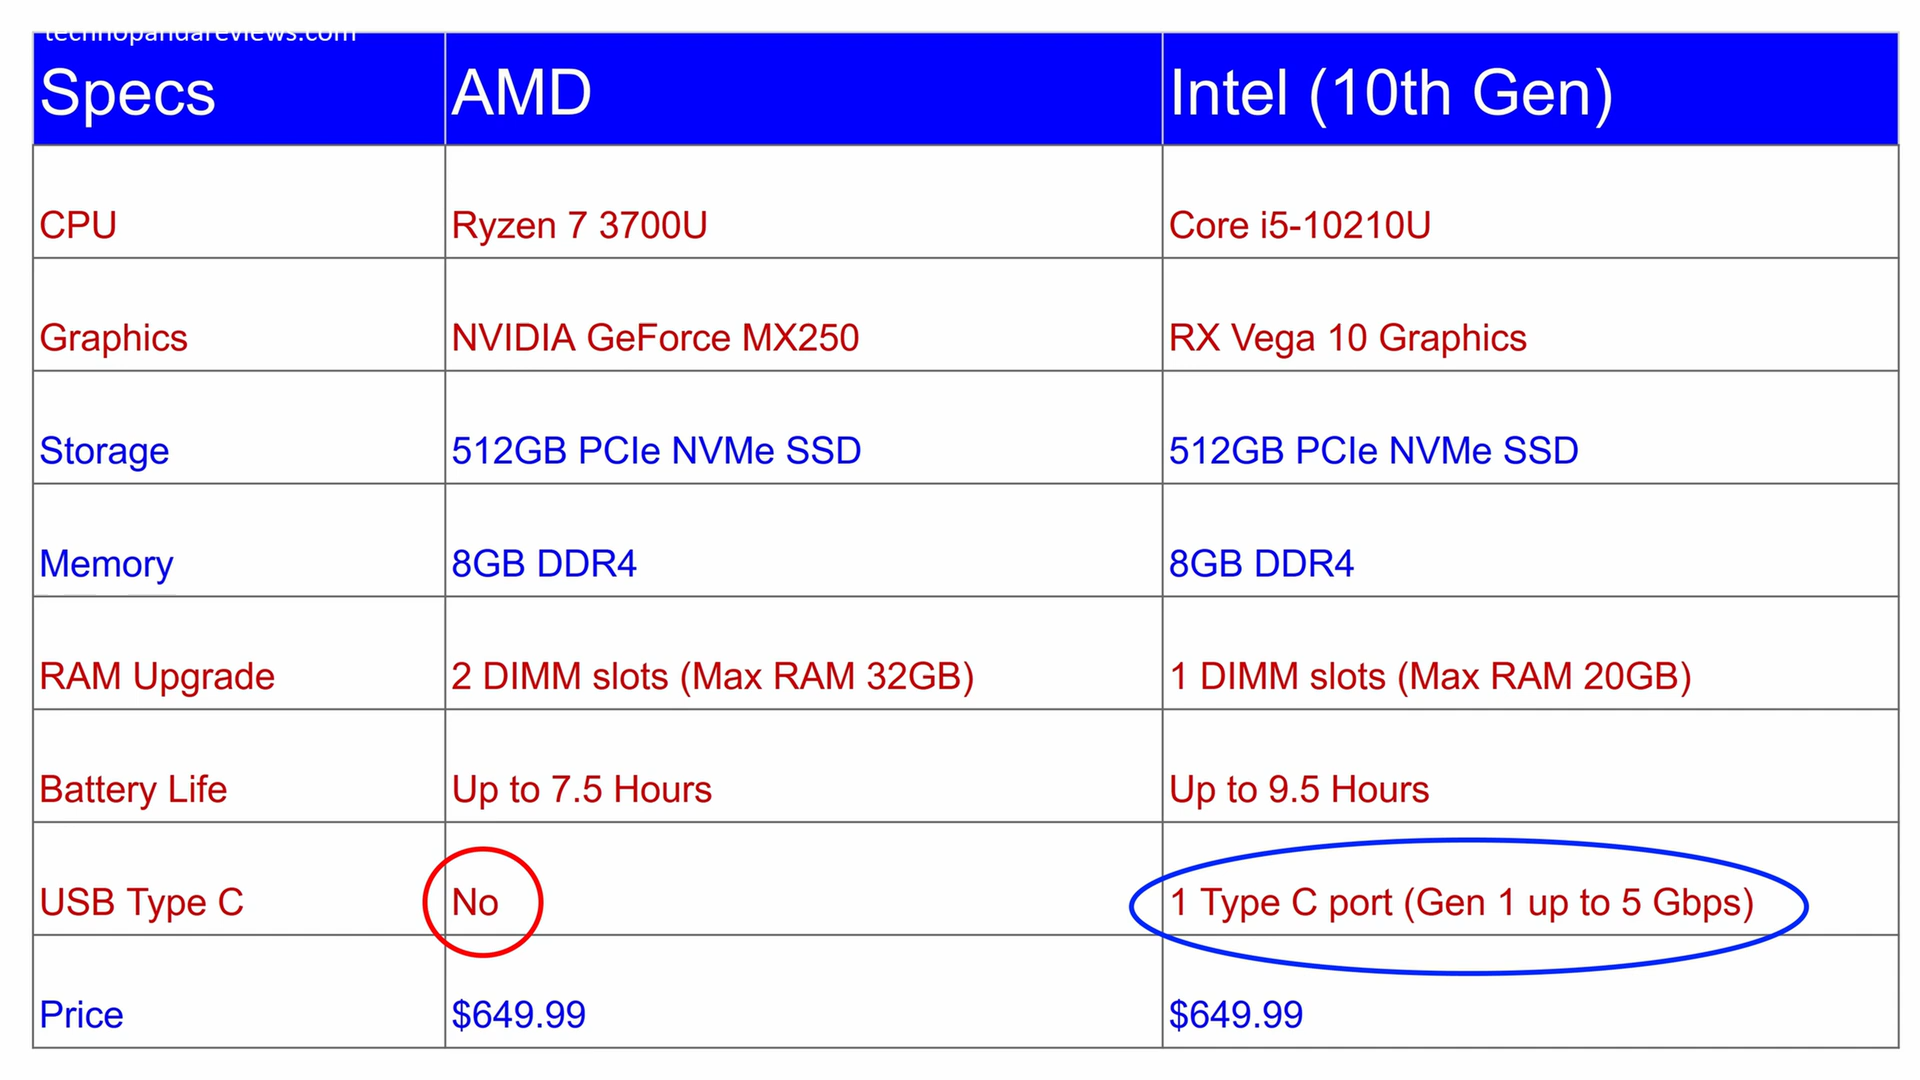 technopandareviews.com
Specs AMD Intel (10th Gen)
CPU Ryzen 7 3700U Core i5-10210U
Graphics NVIDIA GeForce MX250 RX Vega 10 Graphics
Storage 512GB PCIe NVMe SSD 512GB PCIe NVMe SSD
Memory 8GB DDR4 8GB DDR4
RAM Upgrade 2 DIMM slots (Max RAM 32GB) 1 DIMM slots (Max RAM 20GB)
Battery Life Up to 7.5 Hours Up to 9.5 Hours
USB Type C No 1 Type C port (Gen 1 up to 5 Gbps)
Price $649.99 $649.99